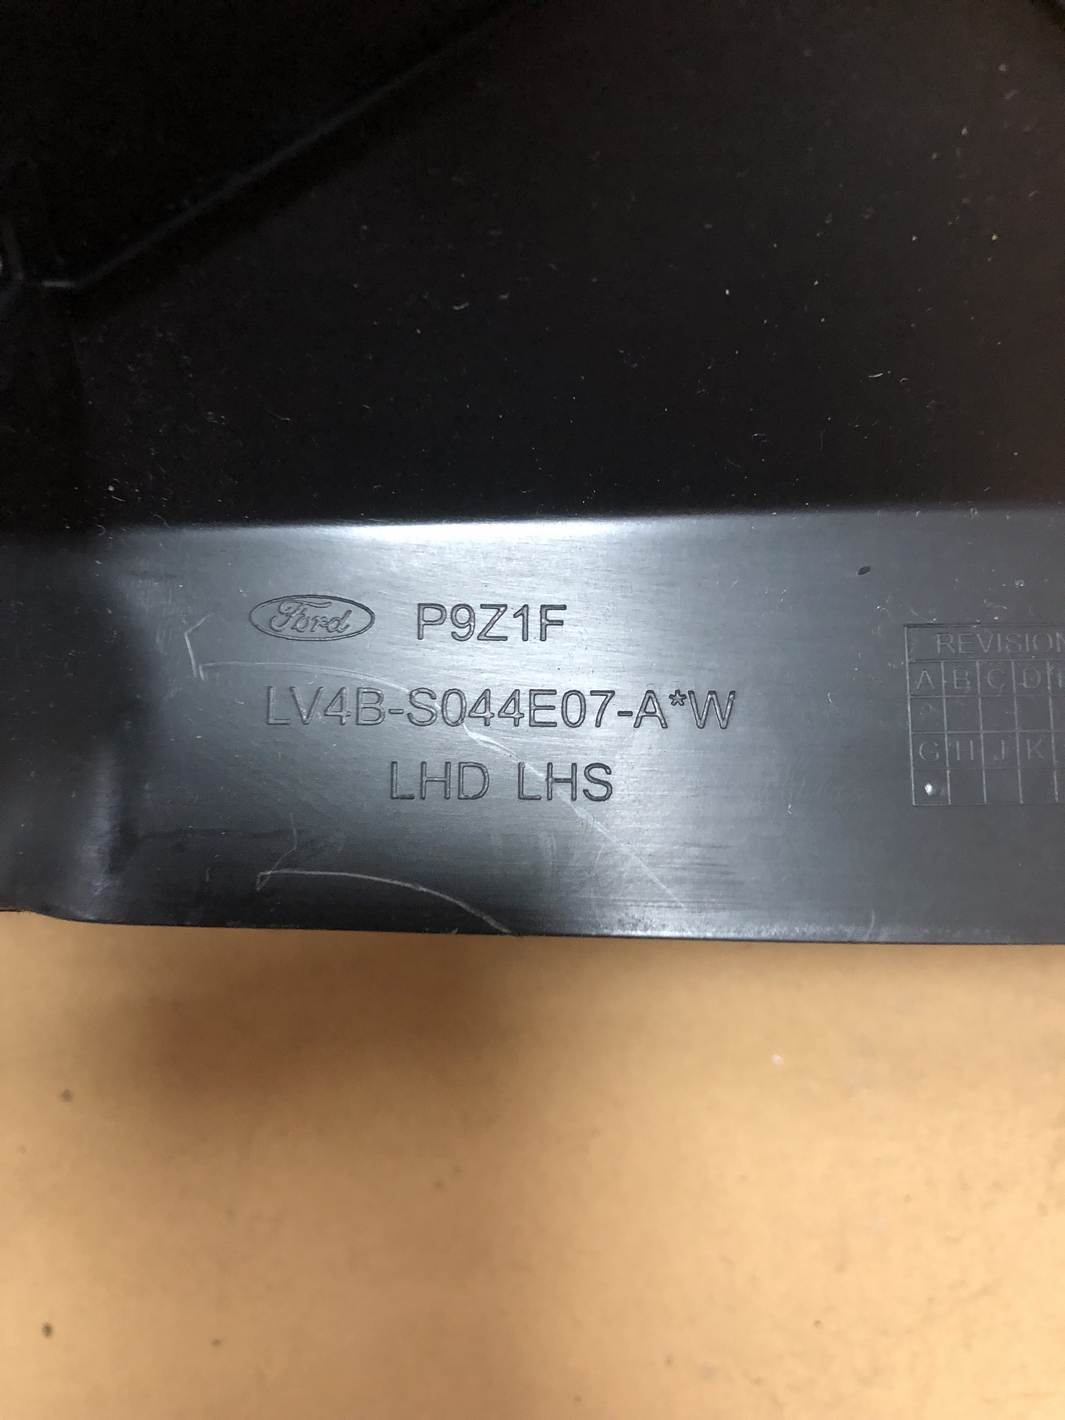 Ford P9Z1F
LV4B-S044E07-A*W
LHD LHS
REVISION
A B C D
G H J K